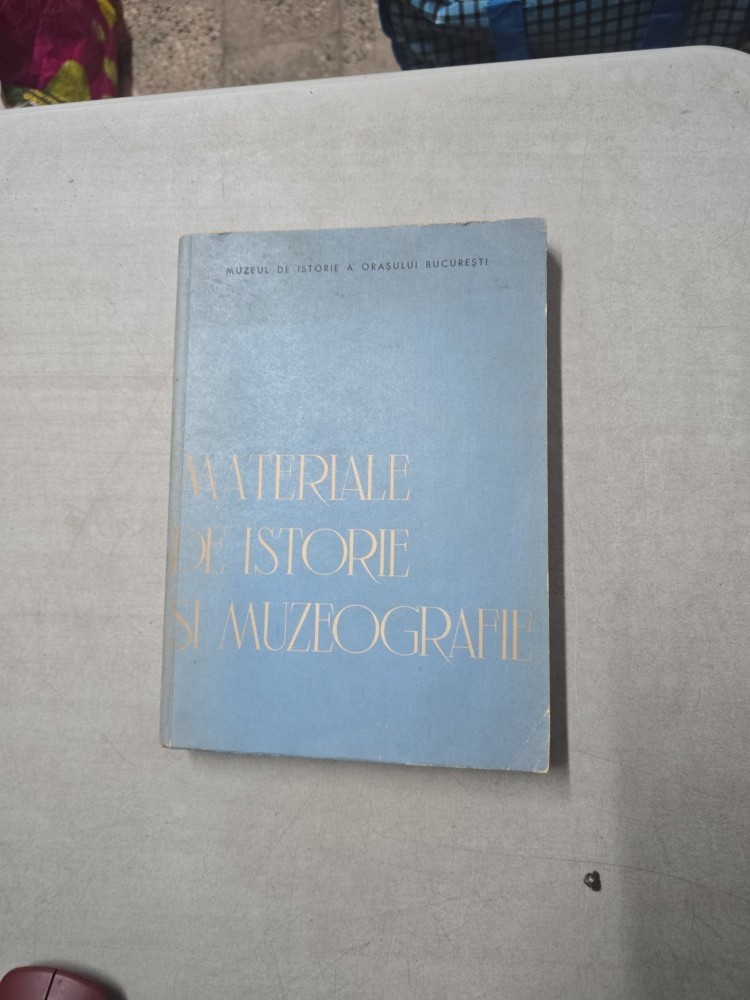 MUZEUL DE ISTORIE A ORAȘULUI BUCUREȘTI
MATERIALE
DE ISTORIE
ȘI MUZEOGRAFIE